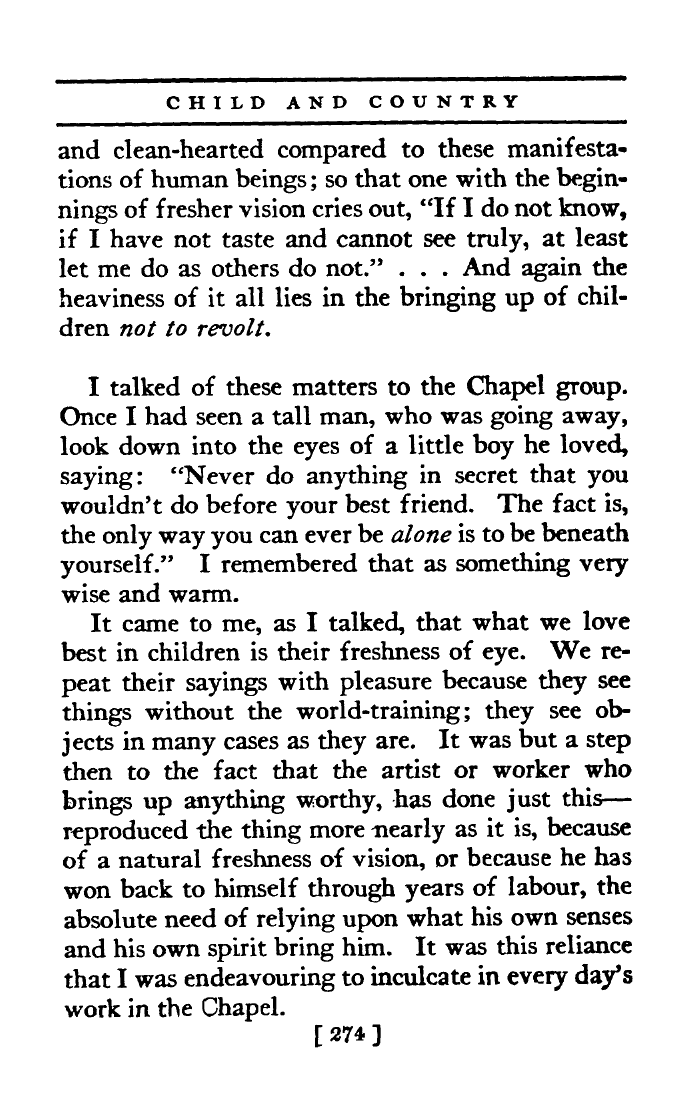 CHILD AND COUNTRY
and clean-hearted compared to these manifesta-
tions of human beings; so that one with the begin-
nings of fresher vision cries out, “If I do not know,
if I have not taste and cannot see truly, at least
let me do as others do not.” . . . And again the
heaviness of it all lies in the bringing up of chil-
dren not to revolt.
I talked of these matters to the Chapel group.
Once I had seen a tall man, who was going away,
look down into the eyes of a little boy he loved,
saying: “Never do anything in secret that you
wouldn’t do before your best friend. The fact is,
the only way you can ever be alone is to be beneath
yourself.” I remembered that as something very
wise and warm.
It came to me, as I talked, that what we love
best in children is their freshness of eye. We re-
peat their sayings with pleasure because they see
things without the world-training; they see ob-
jects in many cases as they are. It was but a step
then to the fact that the artist or worker who
brings up anything worthy, has done just this—
reproduced the thing more nearly as it is, because
of a natural freshness of vision, or because he has
won back to himself through years of labour, the
absolute need of relying upon what his own senses
and his own spirit bring him. It was this reliance
that I was endeavouring to inculcate in every day’s
work in the Chapel.
[ 274 ]